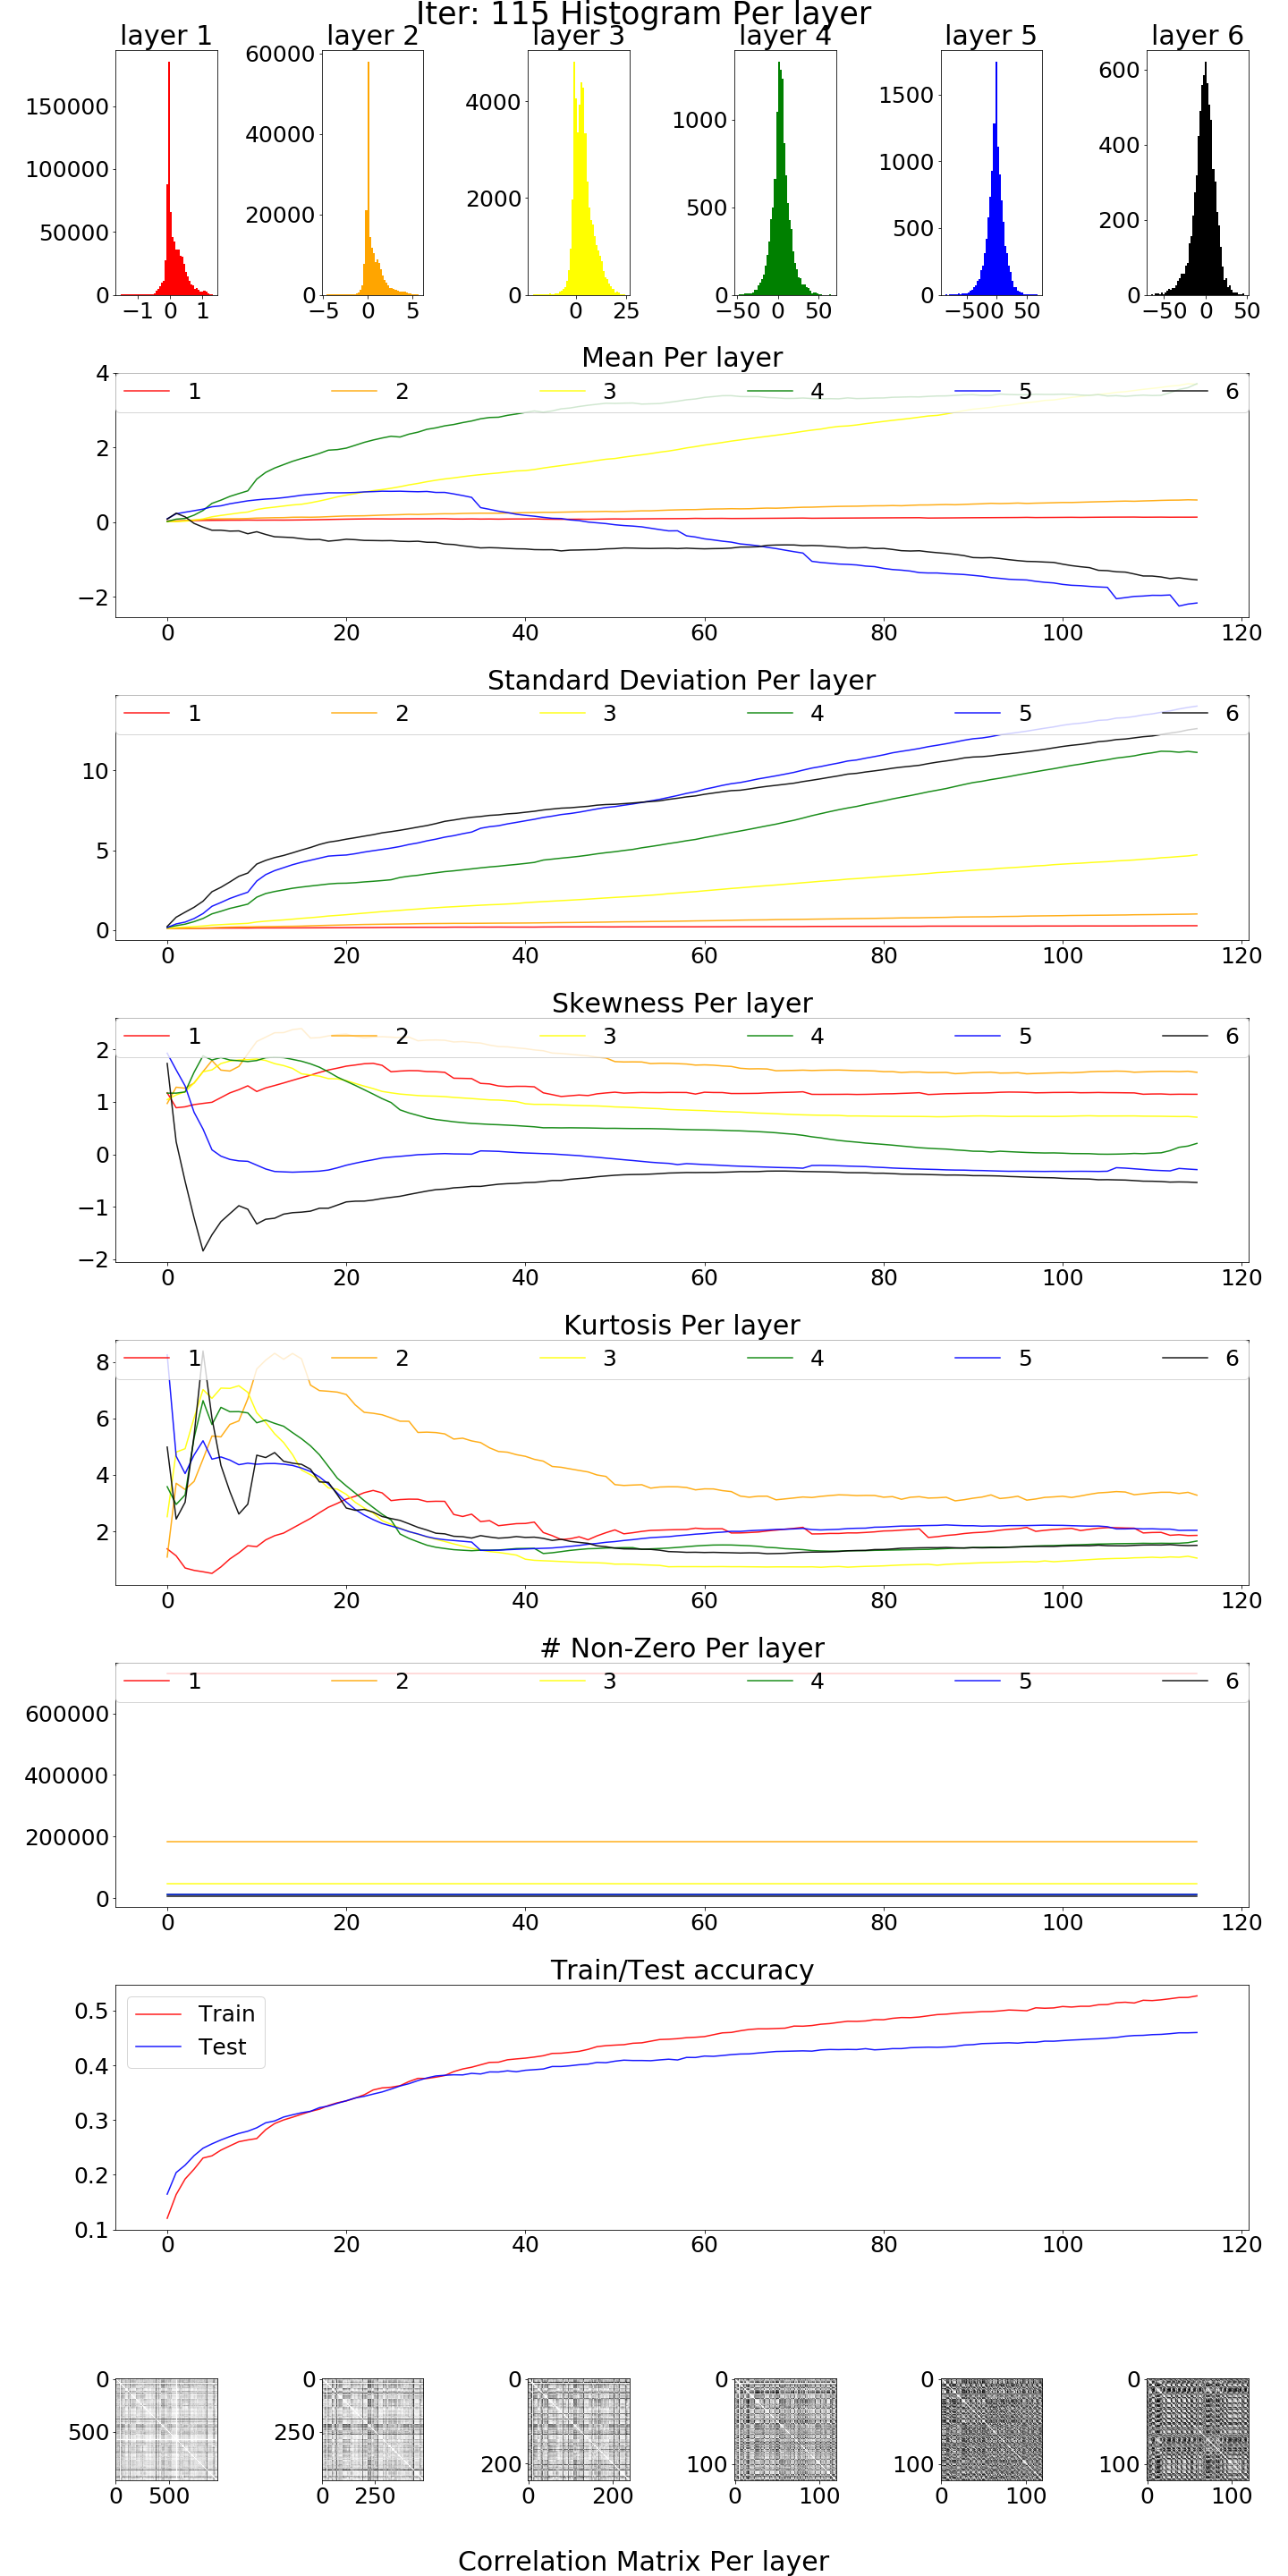 Iter: 115 Histogram Per layer
layer 1 layer 2 layer 3 layer 4 layer 5 layer 6
150000 100000 50000 0
−1 0 1
60000 40000 20000 0
−5 0 5
4000 2000 0
0 25
1000 500 0
−50 0 50
1500 1000 500 0
−50 0 50
600 400 200 0
−50 0 50
Mean Per layer
1 2 3 4 5 6
4
2
0
−2
0 20 40 60 80 100 120
Standard Deviation Per layer
1 2 3 4 5 6
10
5
0
0 20 40 60 80 100 120
Skewness Per layer
1 2 3 4 5 6
2
1
0
−1
−2
0 20 40 60 80 100 120
Kurtosis Per layer
1 2 3 4 5 6
8
6
4
2
0 20 40 60 80 100 120
# Non-Zero Per layer
1 2 3 4 5 6
600000
400000
200000
0
0 20 40 60 80 100 120
Train/Test accuracy
Train
Test
0.5
0.4
0.3
0.2
0.1
0 20 40 60 80 100 120
0 500
0 500
0 250
0 250
0 200
0 200
0 100
0 100
0 100
0 100
0 100
0 100
Correlation Matrix Per layer